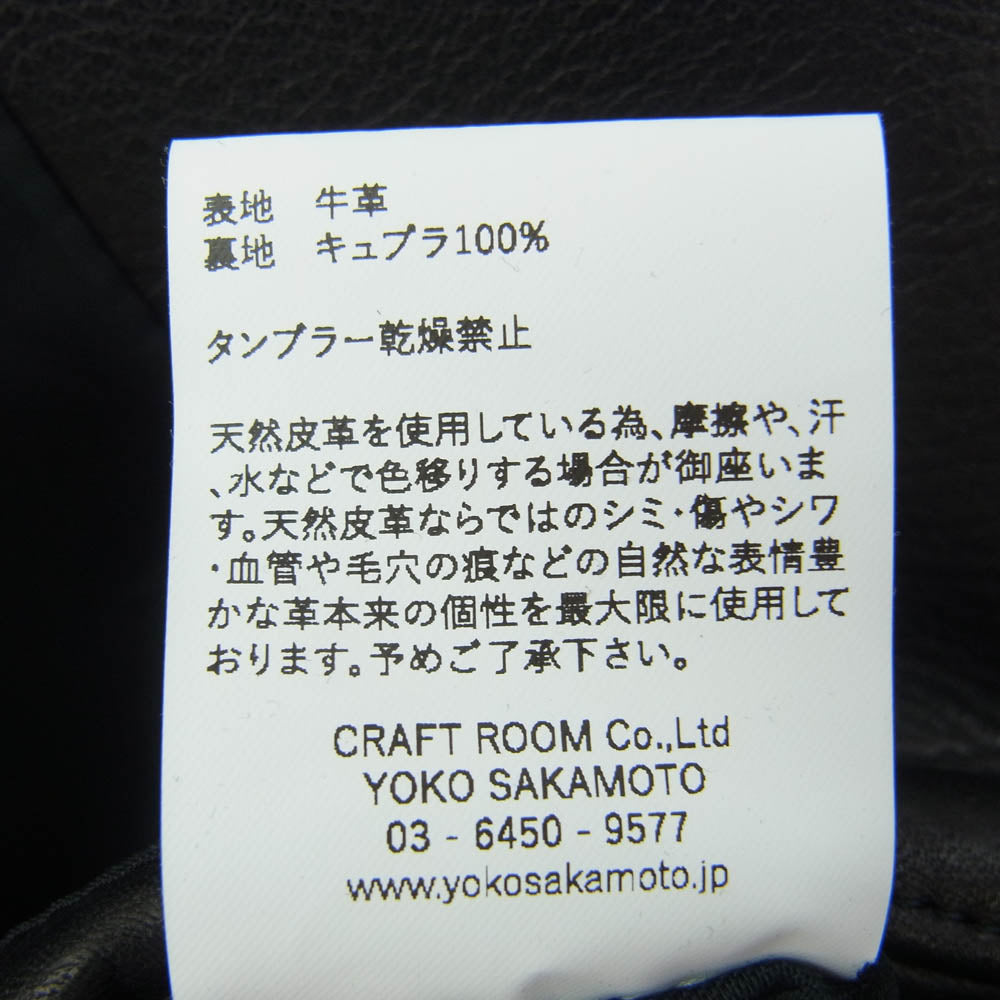 表地　牛革
裏地　キュプラ100%
タンブラー乾燥禁止
天然皮革を使用している為、摩擦や、汗
、水などで色移りする場合が御座いま
す。天然皮革ならではのシミ・傷やシワ
・血管や毛穴の痕などの自然な表情豊
かな革本来の個性を最大限に使用して
おります。予めご了承下さい。
CRAFT ROOM Co.,Ltd
YOKO SAKAMOTO
03 - 6450 - 9577
www.yokosakamoto.jp